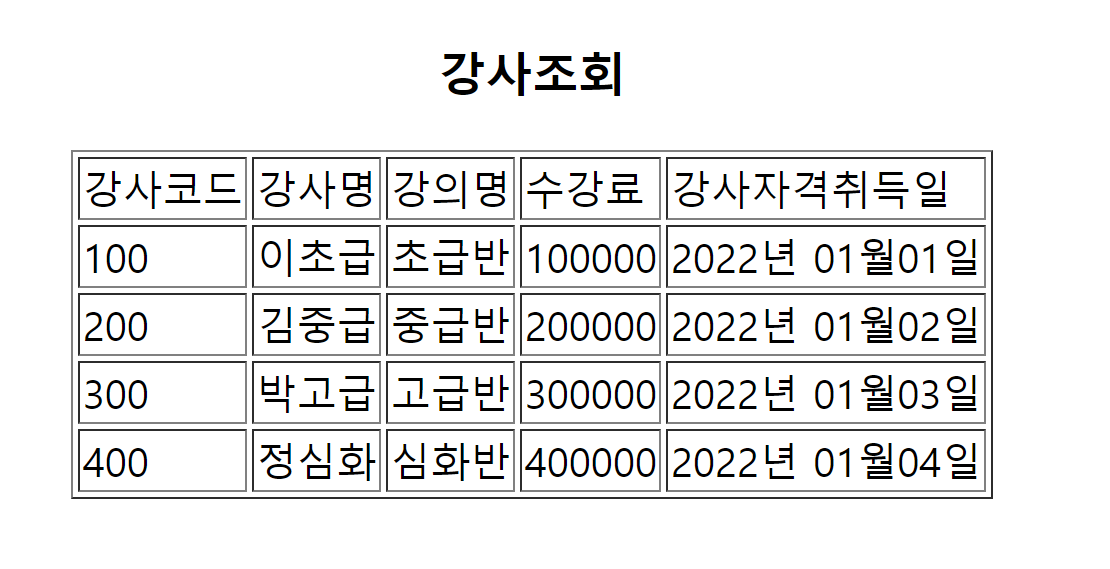 강사조회
강사코드 강사명 강의명 수강료 강사자격취득일
100 이초급 초급반 100000 2022년 01월01일
200 김중급 중급반 200000 2022년 01월02일
300 박고급 고급반 300000 2022년 01월03일
400 정심화 심화반 400000 2022년 01월04일